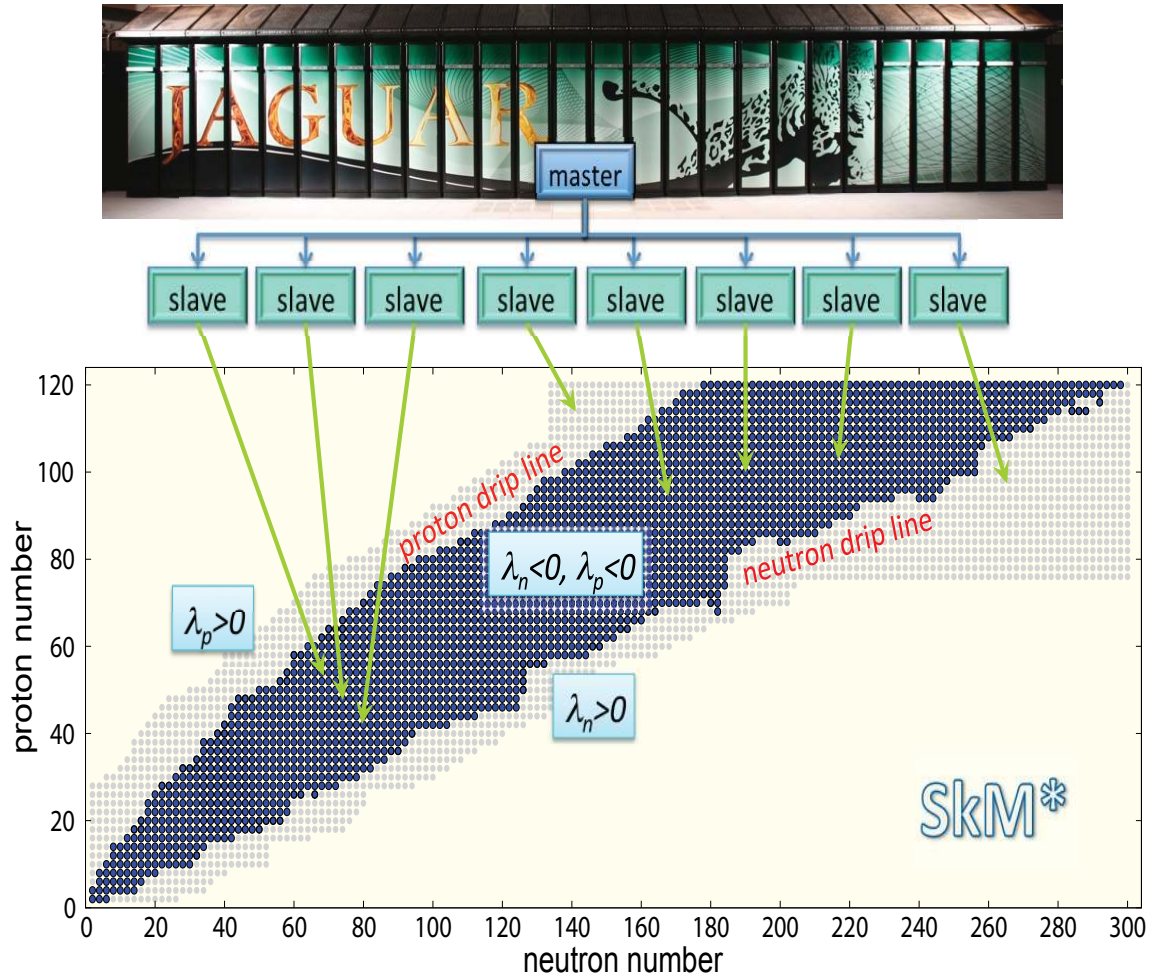 JAGUAR
master
slave slave slave slave slave slave slave slave
120
100
80
60
40
20
0
proton number
proton drip line
neutron drip line
λn<0, λp<0
λp>0
λn>0
SkM*
0 20 40 60 80 100 120 140 160 180 200 220 240 260 280 300
neutron number